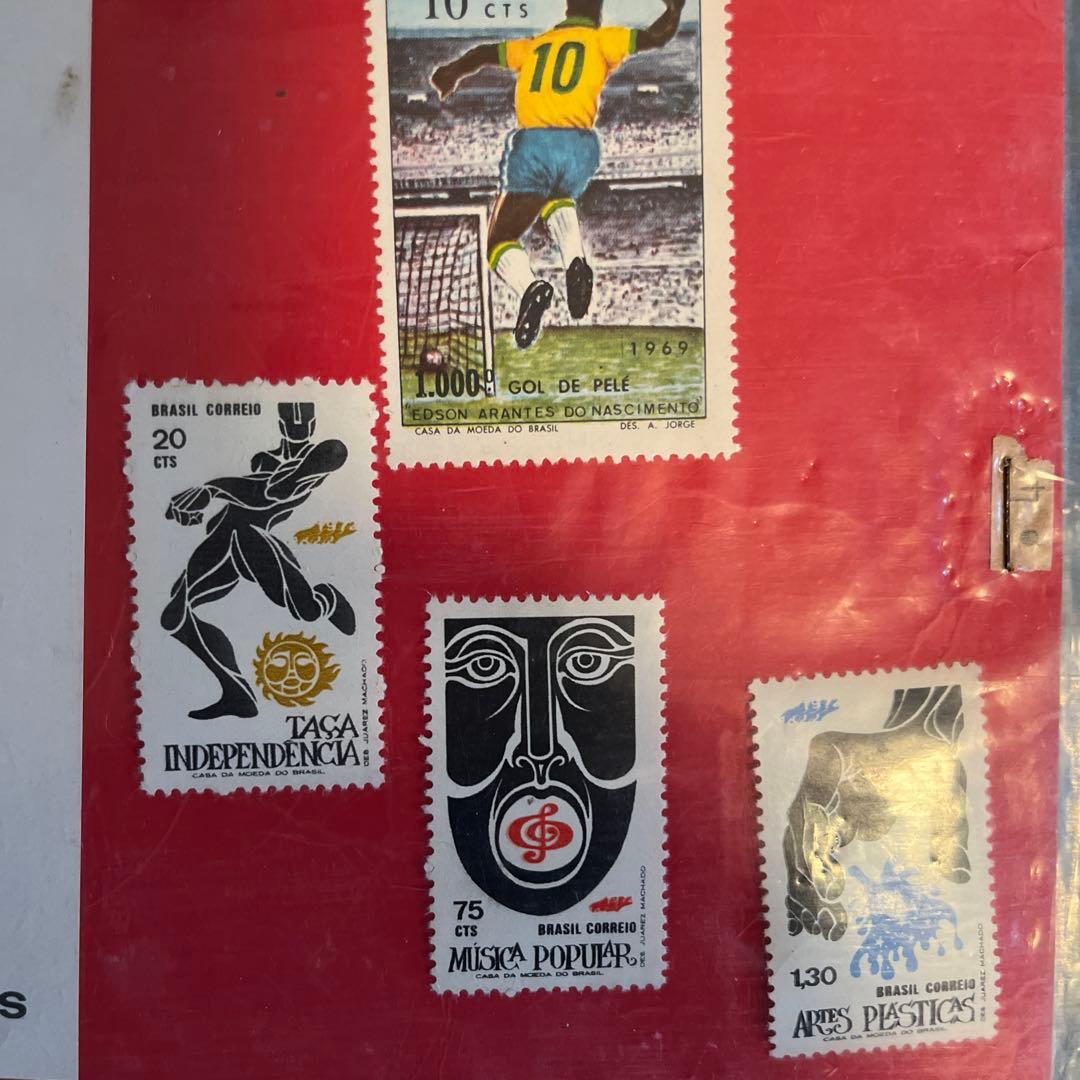 10 CTS
10
1969
1.000º GOL DE PELÉ
"EDSON ARANTES DO NASCIMENTO"
CASA DA MOEDA DO BRASIL DES. A. JORGE
BRASIL CORREIO
20
CTS
TAÇA
INDEPENDÊNCIA
CASA DA MOEDA DO BRASIL
DES JUAREZ MACHADO
75
CTS
BRASIL CORREIO
MÚSICA POPULAR
CASA DA MOEDA DO BRASIL
DES JUAREZ MACHADO
1,30
BRASIL CORREIO
ARTES PLÁSTICAS
CASA DA MOEDA DO BRASIL
DES JUAREZ MACHADO
S